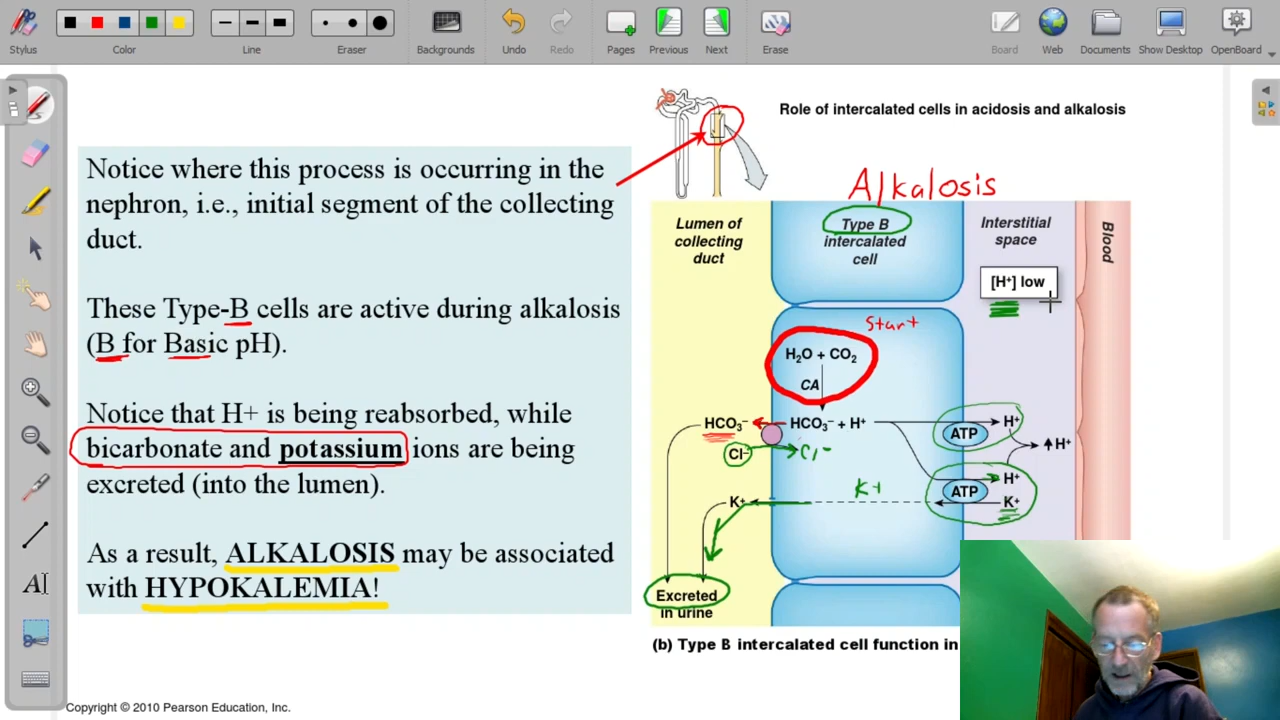 Stylus
Color
Line
Eraser
Backgrounds
Undo
Redo
Pages
Previous
Next
Erase
Board
Web
Documents
Show Desktop
OpenBoard
Notice where this process is occurring in the
nephron, i.e., initial segment of the collecting
duct.
These Type-B cells are active during alkalosis
(B for Basic pH).
Notice that H+ is being reabsorbed, while
bicarbonate and potassium ions are being
excreted (into the lumen).
As a result, ALKALOSIS may be associated
with HYPOKALEMIA!
Role of intercalated cells in acidosis and alkalosis
Alkalosis
Lumen of
collecting
duct
Type B
intercalated
cell
Interstitial
space
Blood
[H⁺] low
Start
H₂O + CO₂
CA
HCO₃⁻
HCO₃⁻ + H⁺
ATP
H⁺
Cl⁻
Cl⁻
↑ H⁺
K+
ATP
H⁺
K⁺
K⁺
Excreted
in urine
(b) Type B intercalated cell function in
Copyright © 2010 Pearson Education, Inc.
A